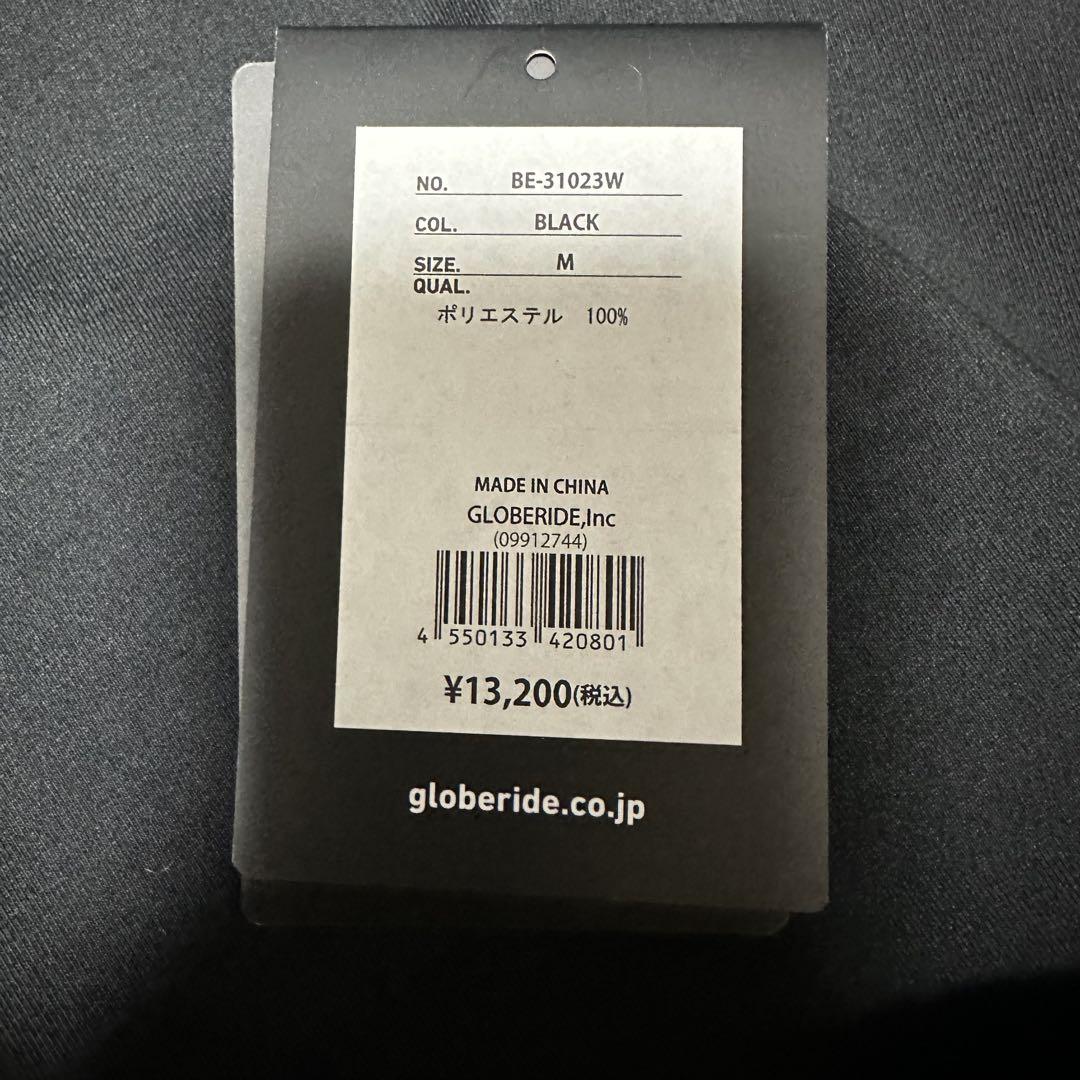 NO. BE-31023W
COL. BLACK
SIZE. M
QUAL.
ポリエステル 100%
MADE IN CHINA
GLOBERIDE,Inc
(09912744)
4 550133 420801
¥13,200(税込)
globeride.co.jp